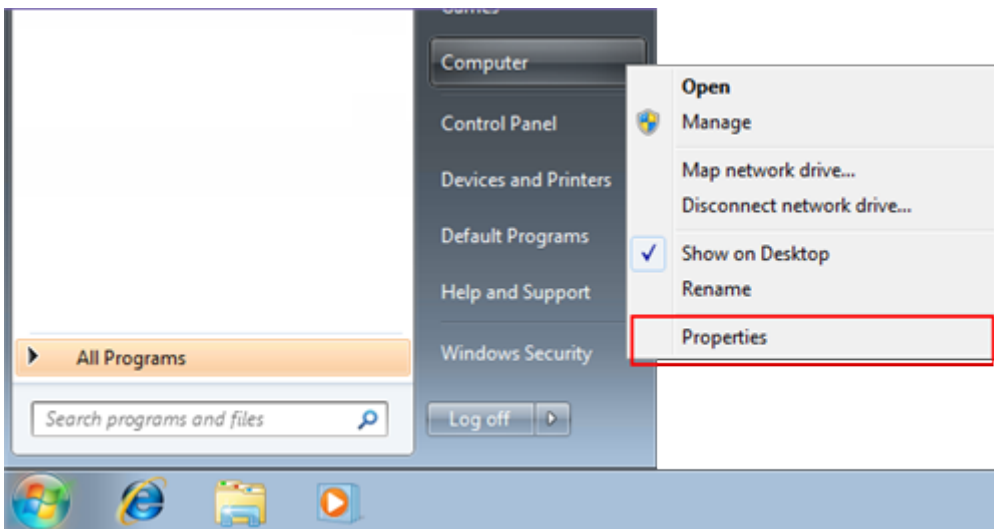 Computer
Control Panel
Devices and Printers
Default Programs
Help and Support
Windows Security
Log off
All Programs
Search programs and files
Open
Manage
Map network drive...
Disconnect network drive...
Show on Desktop
Rename
Properties